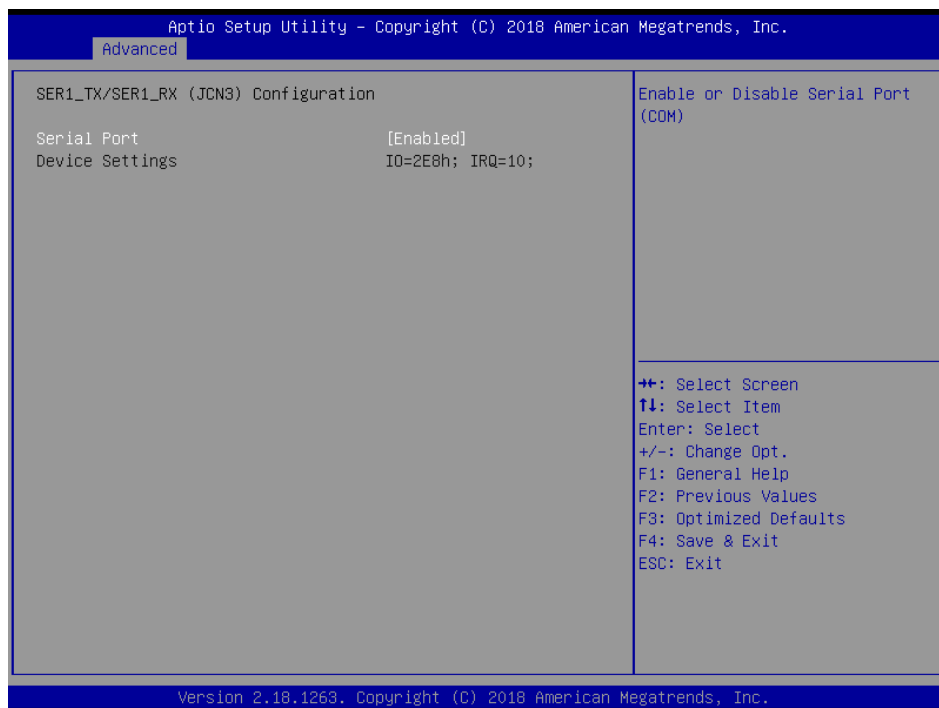 Aptio Setup Utility – Copyright (C) 2018 American Megatrends, Inc.
Advanced
SER1_TX/SER1_RX (JCN3) Configuration
Serial Port [Enabled]
Device Settings IO=2E8h; IRQ=10;
Enable or Disable Serial Port
(COM)
→←: Select Screen
↑↓: Select Item
Enter: Select
+/-: Change Opt.
F1: General Help
F2: Previous Values
F3: Optimized Defaults
F4: Save & Exit
ESC: Exit
Version 2.18.1263. Copyright (C) 2018 American Megatrends, Inc.